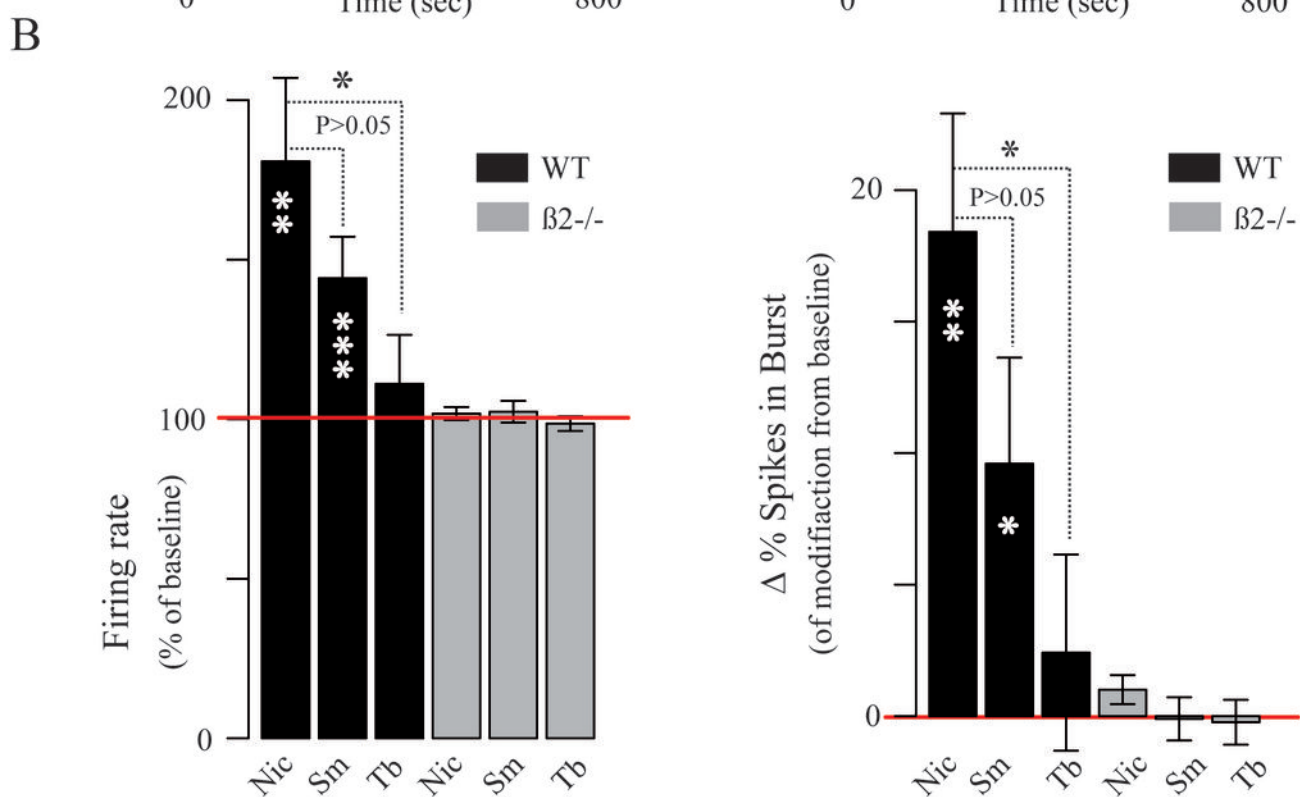 0 Time (sec) 800
0 Time (sec) 800
B
Firing rate
(% of baseline)
200
100
0
*
P>0.05
**
***
WT
ß2-/-
Nic Sm Tb Nic Sm Tb
Δ % Spikes in Burst
(of modifiaction from baseline)
20
0
*
P>0.05
**
*
WT
ß2-/-
Nic Sm Tb Nic Sm Tb